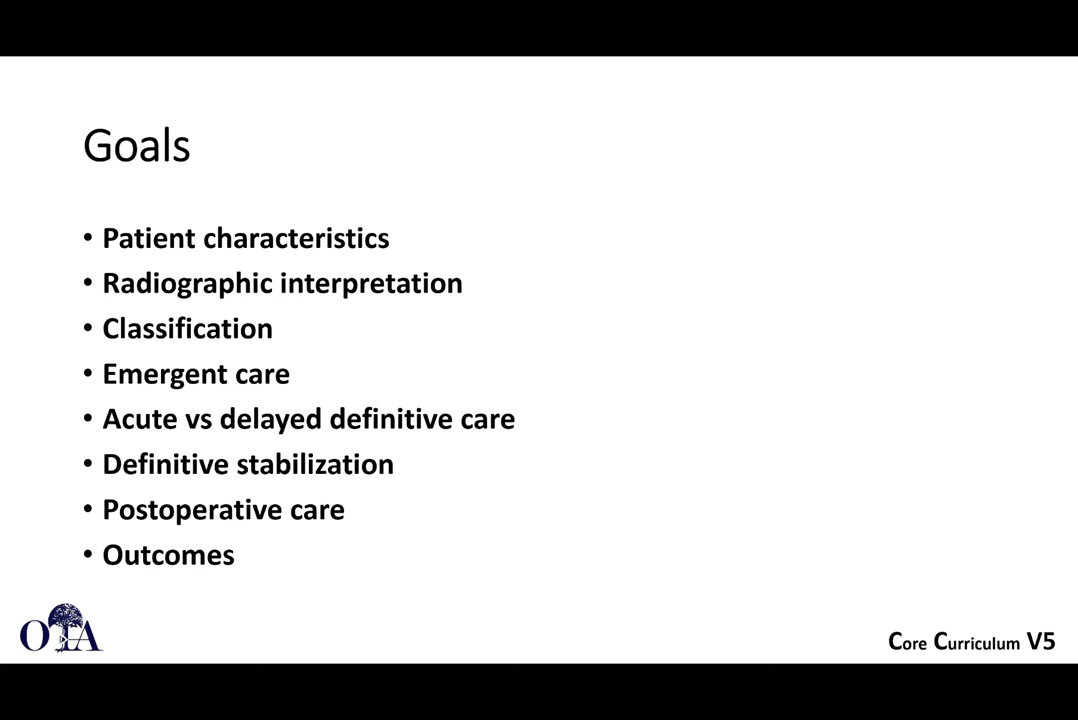 Goals
• Patient characteristics
• Radiographic interpretation
• Classification
• Emergent care
• Acute vs delayed definitive care
• Definitive stabilization
• Postoperative care
• Outcomes
OTA
Core Curriculum V5